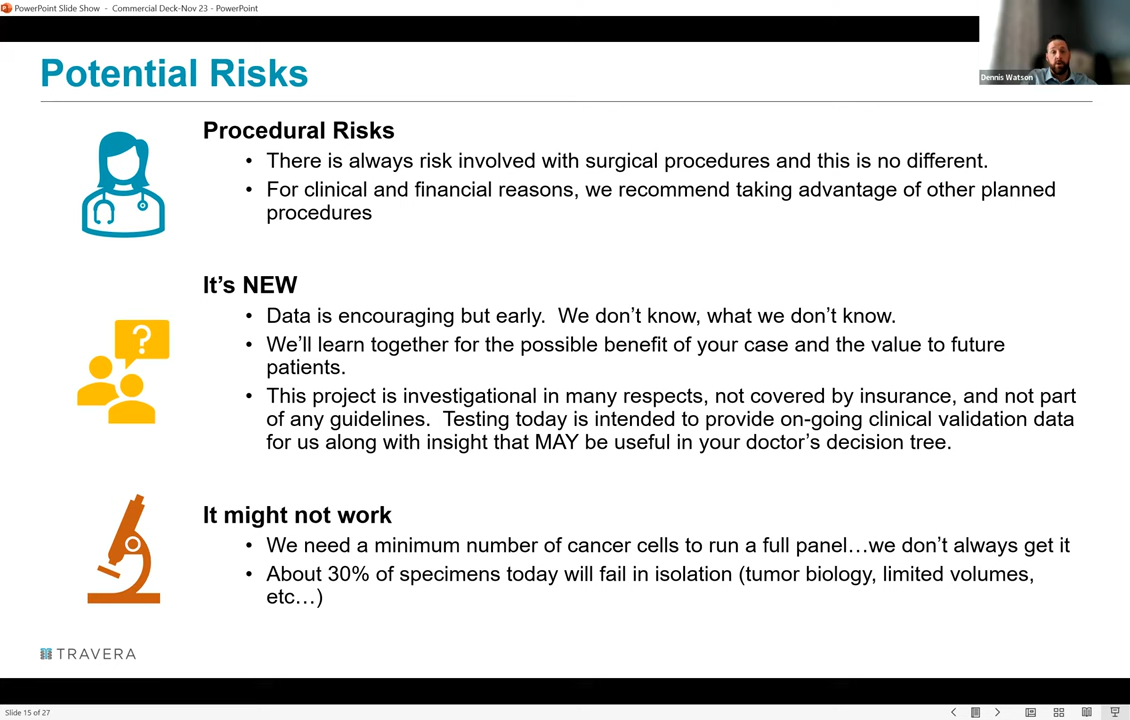 PowerPoint Slide Show - Commercial Deck-Nov 23 - PowerPoint
Dennis Watson
Potential Risks
Procedural Risks
• There is always risk involved with surgical procedures and this is no different.
• For clinical and financial reasons, we recommend taking advantage of other planned
procedures
It's NEW
• Data is encouraging but early.  We don't know, what we don't know.
?
• We'll learn together for the possible benefit of your case and the value to future
patients.
• This project is investigational in many respects, not covered by insurance, and not part
of any guidelines.  Testing today is intended to provide on-going clinical validation data
for us along with insight that MAY be useful in your doctor's decision tree.
It might not work
• We need a minimum number of cancer cells to run a full panel…we don't always get it
• About 30% of specimens today will fail in isolation (tumor biology, limited volumes,
etc…)
TRAVERA
Slide 15 of 27